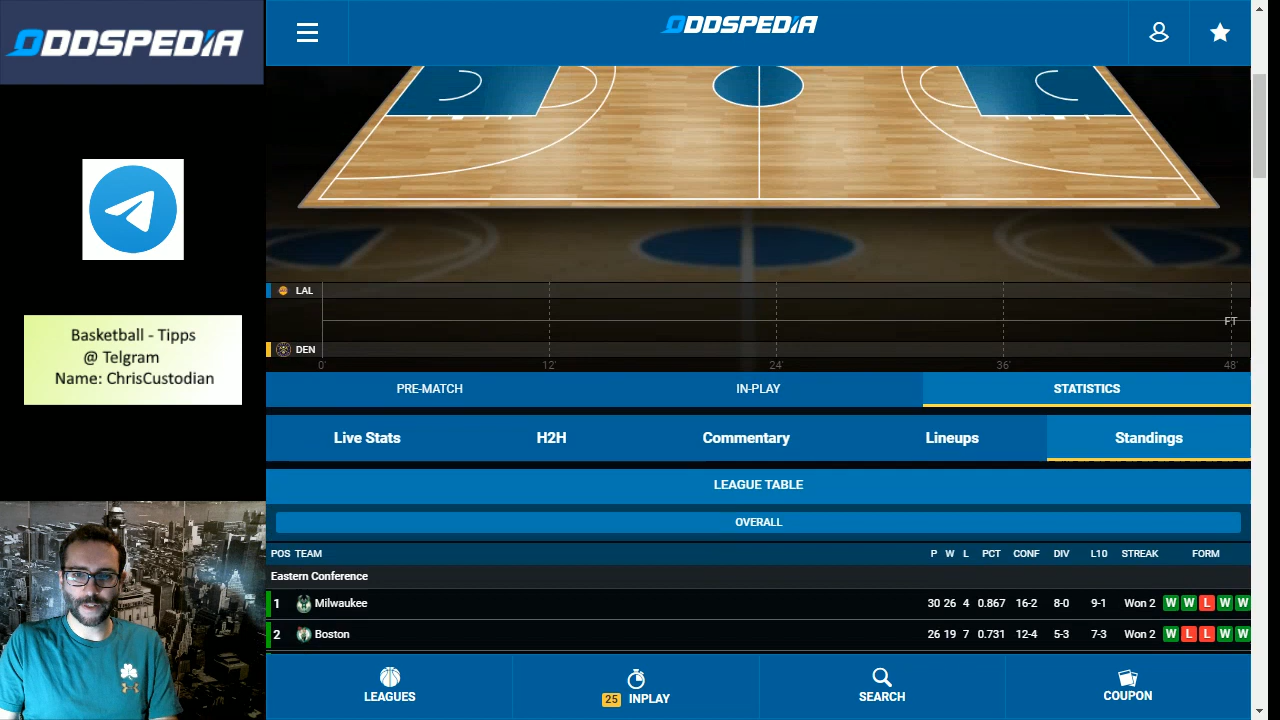 ODDSPEDIA
Basketball - Tipps
@ Telgram
Name: ChrisCustodian
ODDSPEDIA
LAL
FT
DEN
0' 12' 24' 36' 48'
PRE-MATCH IN-PLAY STATISTICS
Live Stats H2H Commentary Lineups Standings
LEAGUE TABLE
OVERALL
POS TEAM P W L PCT CONF DIV L10 STREAK FORM
Eastern Conference
1 Milwaukee 30 26 4 0.867 16-2 8-0 9-1 Won 2 W W L W W
2 Boston 26 19 7 0.731 12-4 5-3 7-3 Won 2 W L L W W
LEAGUES 25 INPLAY SEARCH COUPON